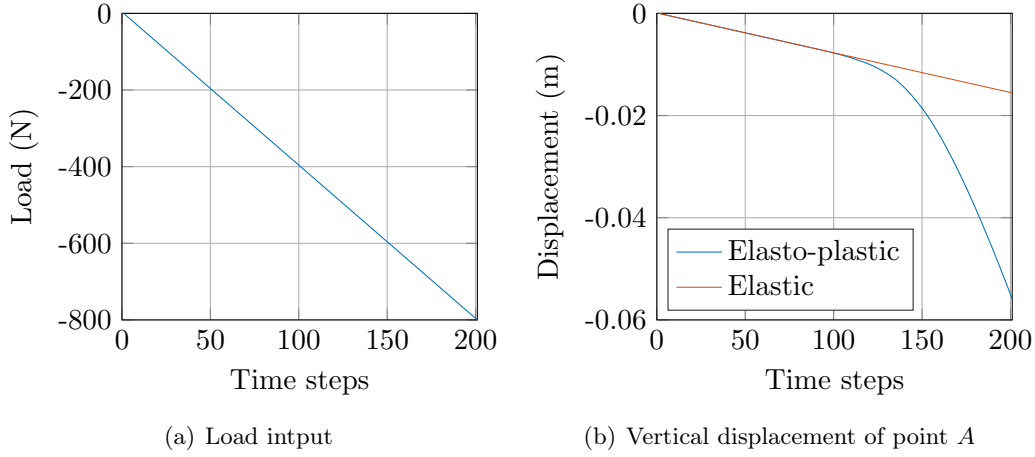 0
-200
-400
-600
-800
0
50
100
150
200
Load (N)
Time steps
(a) Load intput
0
-0.02
-0.04
-0.06
0
50
100
150
200
Displacement (m)
Elasto-plastic
Elastic
Time steps
(b) Vertical displacement of point A